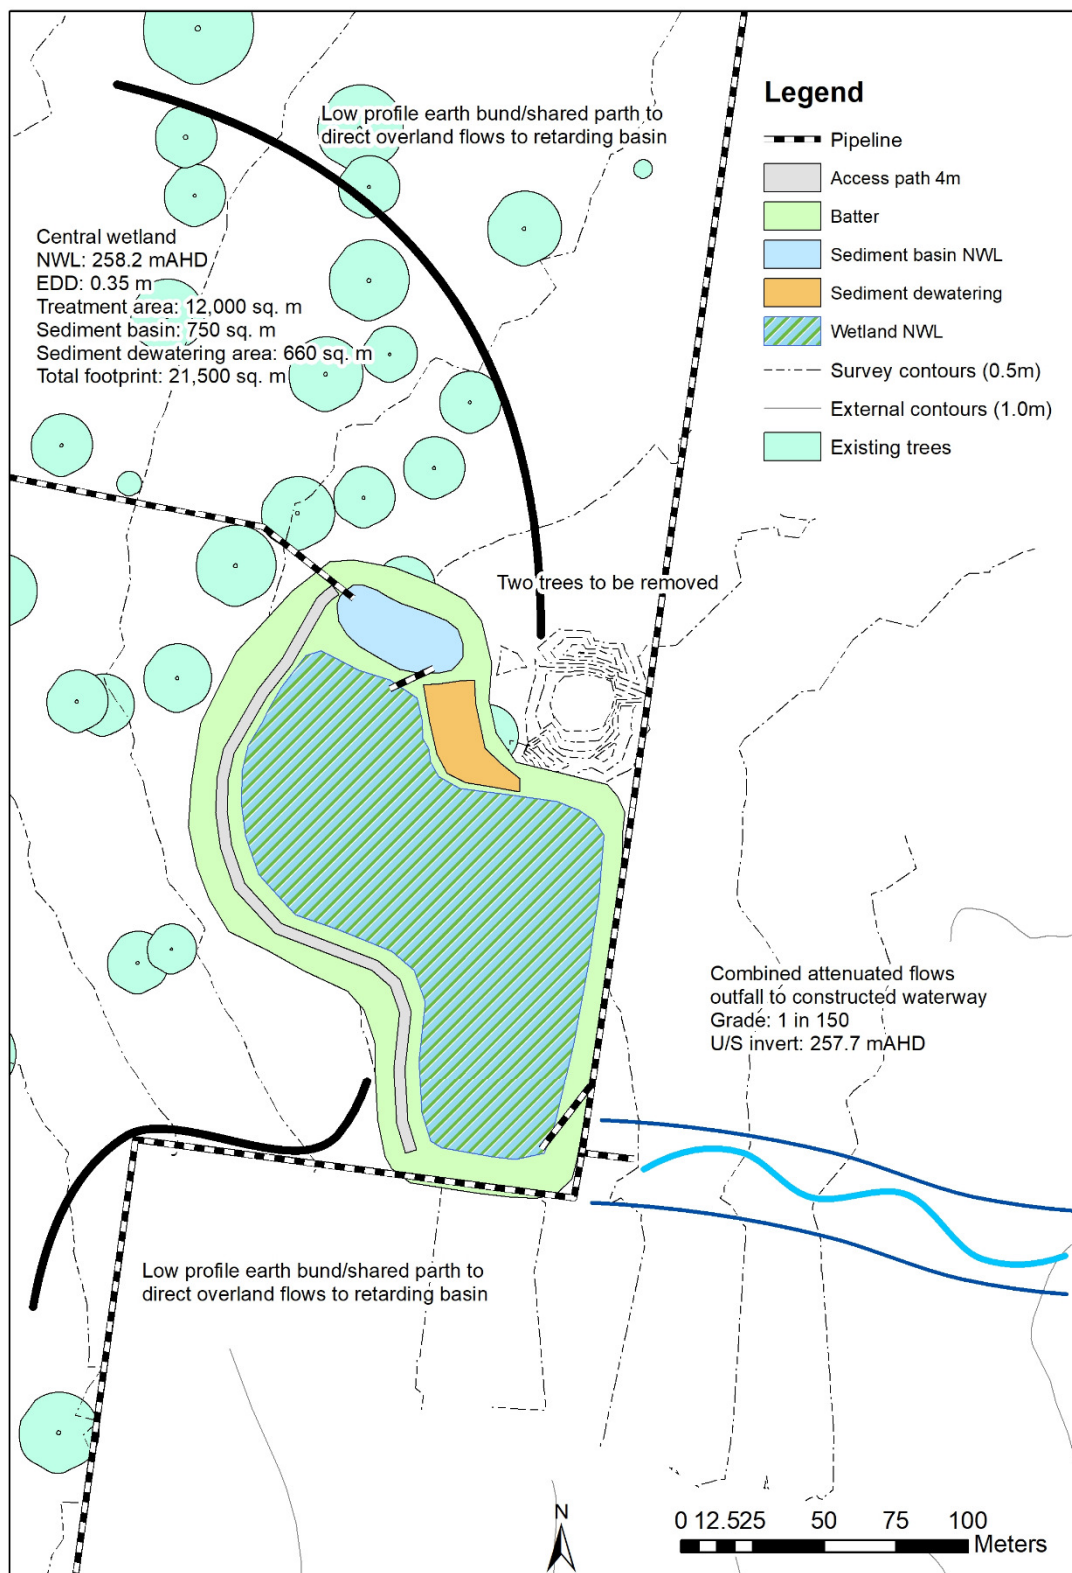 Low profile earth bund/shared parth to
direct overland flows to retarding basin
Legend
Pipeline
Access path 4m
Batter
Sediment basin NWL
Sediment dewatering
Wetland NWL
Survey contours (0.5m)
External contours (1.0m)
Existing trees
Central wetland
NWL: 258.2 mAHD
EDD: 0.35 m
Treatment area: 12,000 sq. m
Sediment basin: 750 sq. m
Sediment dewatering area: 660 sq. m
Total footprint: 21,500 sq. m
Two trees to be removed
Combined attenuated flows
outfall to constructed waterway
Grade: 1 in 150
U/S invert: 257.7 mAHD
Low profile earth bund/shared parth to
direct overland flows to retarding basin
N
0 12.525 50 75 100
Meters